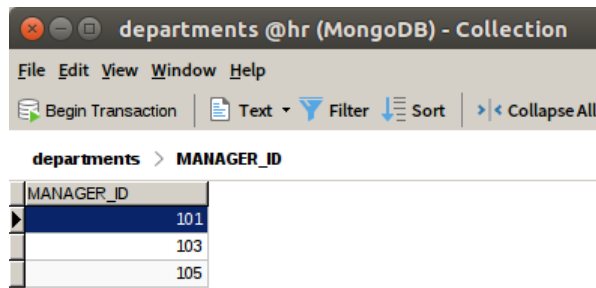 departments @hr (MongoDB) - Collection
File Edit View Window Help
Begin Transaction Text Filter Sort Collapse All
departments > MANAGER_ID
MANAGER_ID
101
103
105